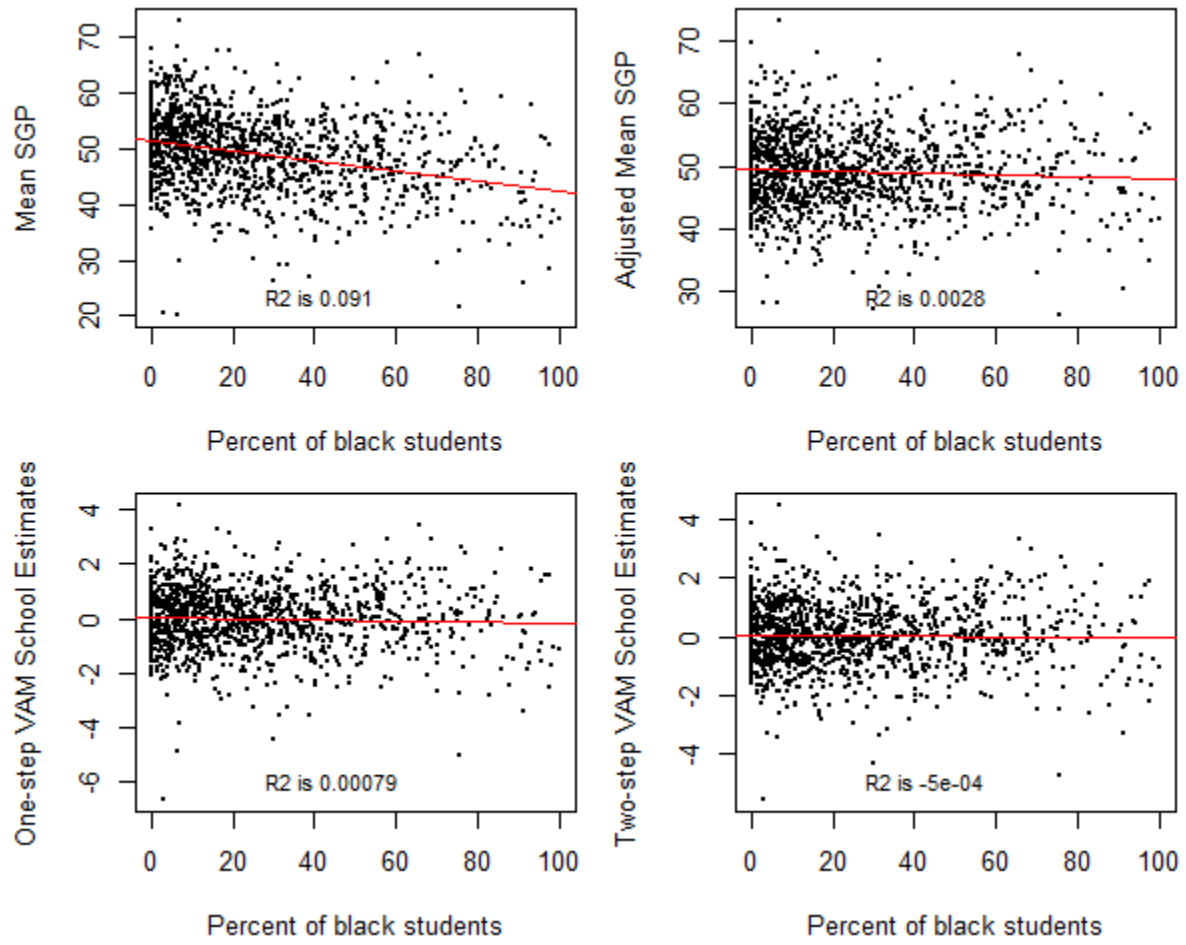 Mean SGP
70
60
50
40
30
20
R2 is 0.091
0 20 40 60 80 100
Percent of black students
Adjusted Mean SGP
70
60
50
40
30
R2 is 0.0028
0 20 40 60 80 100
Percent of black students
One-step VAM School Estimates
4
2
0
-2
-4
-6
R2 is 0.00079
0 20 40 60 80 100
Percent of black students
Two-step VAM School Estimates
4
2
0
-2
-4
R2 is -5e-04
0 20 40 60 80 100
Percent of black students